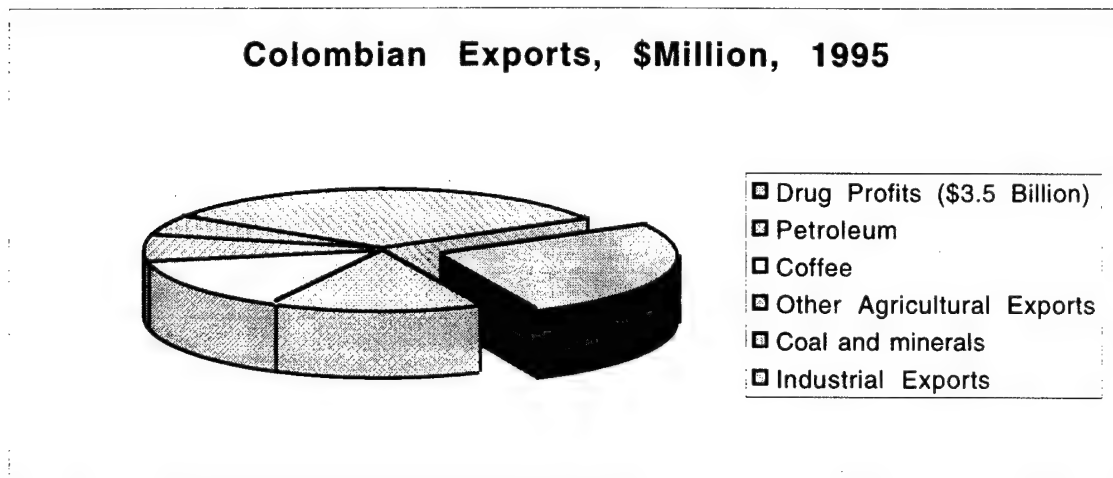 Colombian Exports, $Million, 1995
Drug Profits ($3.5 Billion)
Petroleum
Coffee
Other Agricultural Exports
Coal and minerals
Industrial Exports